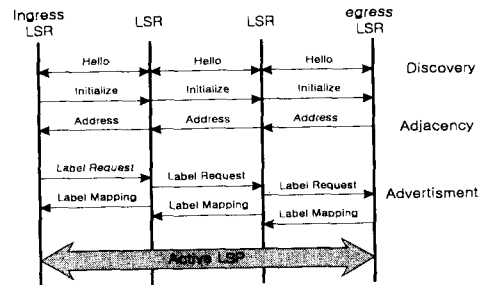 Ingress LSR LSR LSR egress LSR
Hello Hello Hello Discovery
Initialize Initialize Initialize
Address Address Address Adjacency
Label Request
Label Request
Label Request Advertisment
Label Mapping
Label Mapping
Label Mapping
Active LSP